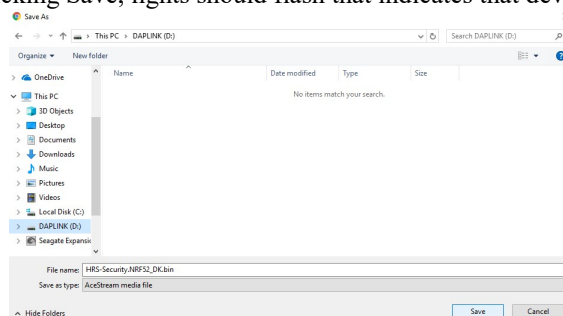 cking Save, lights should flash that indicates that dev
Save As
This PC > DAPLINK (D:)
Search DAPLINK (D:)
Organize New folder
Name Date modified Type Size
No items match your search.
OneDrive
This PC
3D Objects
Desktop
Documents
Downloads
Music
Pictures
Videos
Local Disk (C:)
DAPLINK (D:)
Seagate Expansi
File name: HRS-Security.NRF52_DK.bin
Save as type: AceStream media file
Hide Folders
Save Cancel